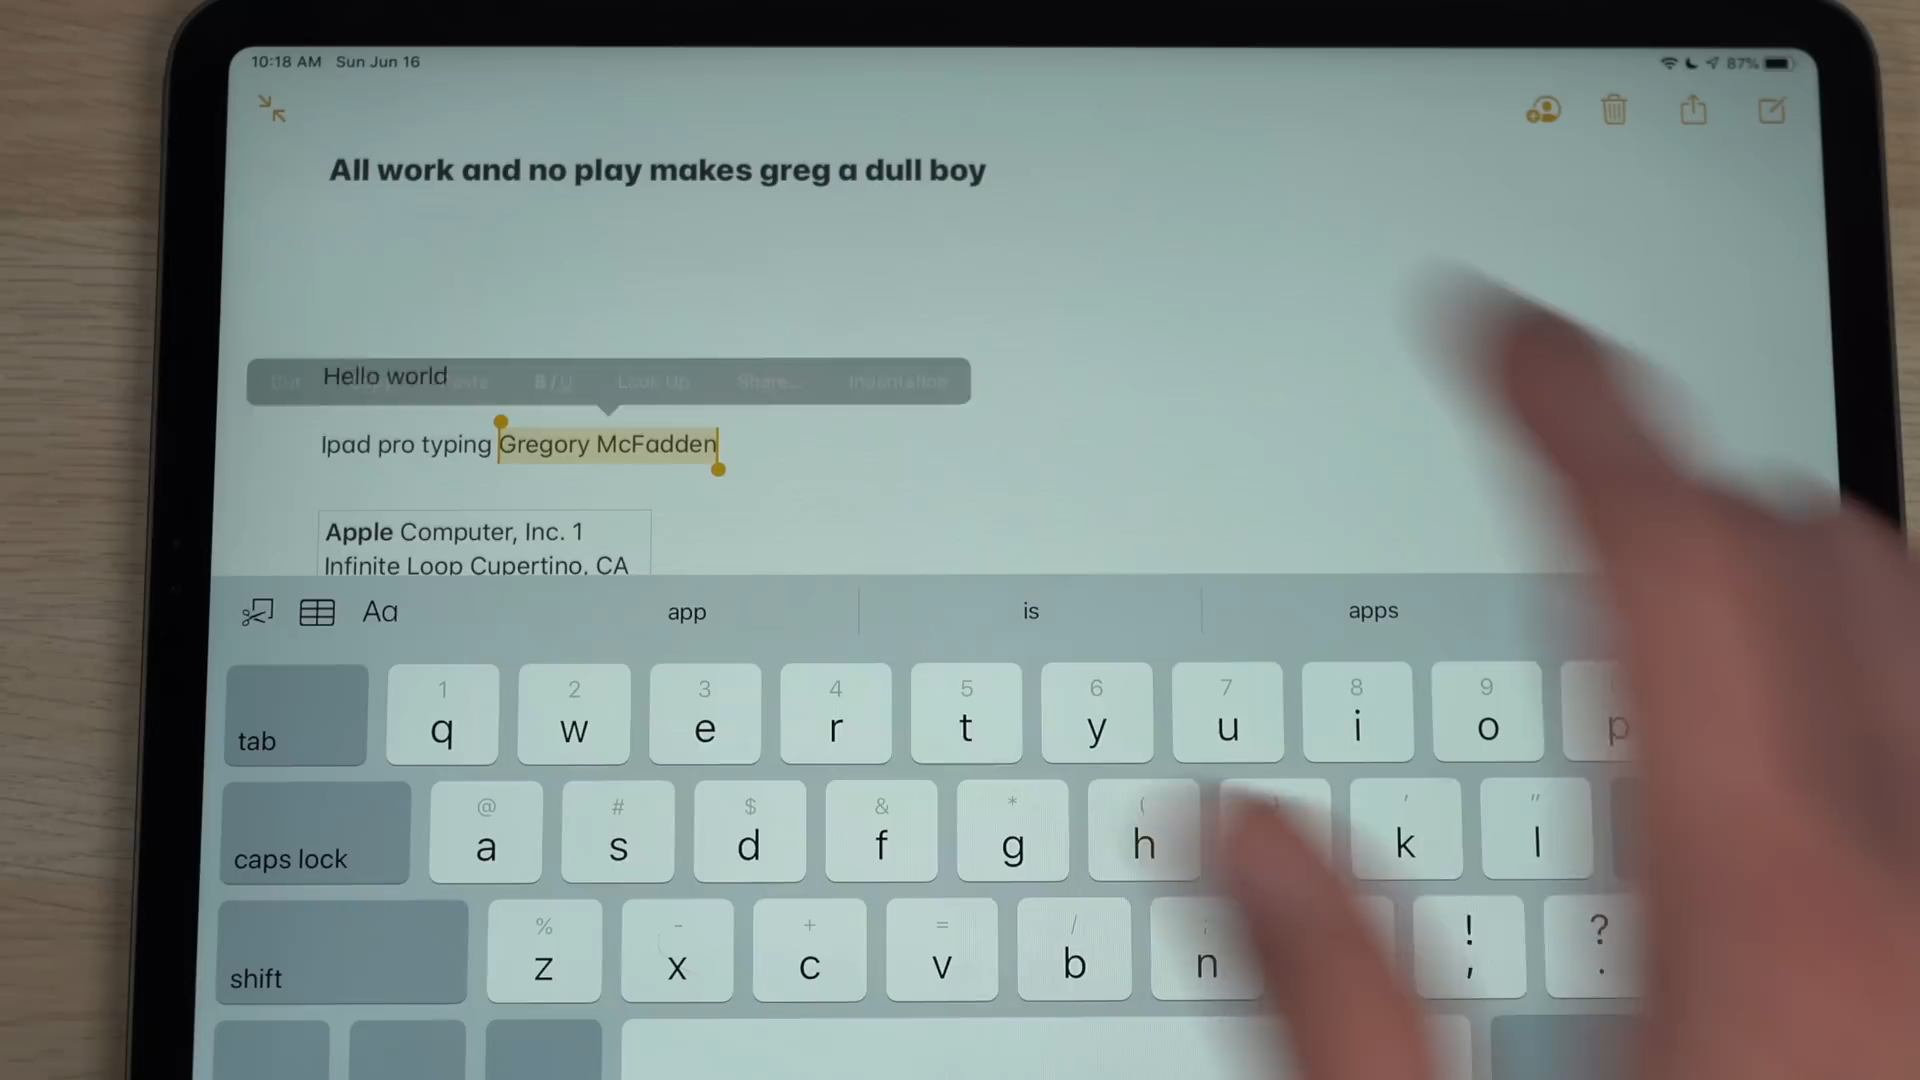 10:18 AM Sun Jun 16
87%
All work and no play makes greg a dull boy
Hello world
Cut
B I U Look Up Share... Indentation
Ipad pro typing Gregory McFadden
Apple Computer, Inc. 1
Infinite Loop Cupertino, CA
Aa app is apps
1 2 3 4 5 6 7 8 9
tab q w e r t y u i o p
@ # $ & * ( ' "
caps lock a s d f g h k l
% - + = / ; ! ?
shift z x c v b n , .